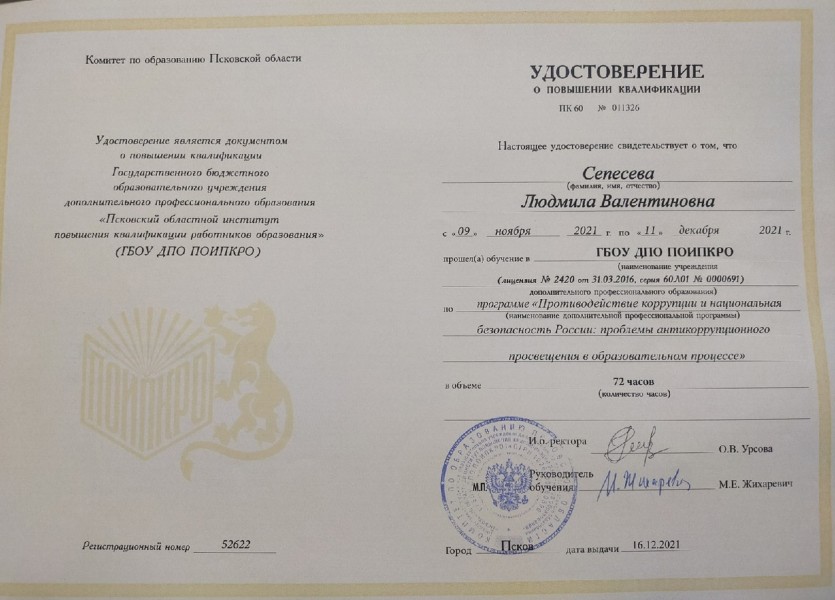 Комитет по образованию Псковской области
Удостоверение является документом
о повышении квалификации
Государственного бюджетного
образовательного учреждения
дополнительного профессионального образования
«Псковский областной институт
повышения квалификации работников образования»
(ГБОУ ДПО ПОИПКРО)
ПОИПКРО
Регистрационный номер 52622
УДОСТОВЕРЕНИЕ
О ПОВЫШЕНИИ КВАЛИФИКАЦИИ
ПК 60 № 011326
Настоящее удостоверение свидетельствует о том, что
Сепесева
(фамилия, имя, отчество)
Людмила Валентиновна
с «09» ноября 2021 г. по «11» декабря 2021 г.
прошел(а) обучение в ГБОУ ДПО ПОИПКРО
(наименование учреждения
(лицензия № 2420 от 31.03.2016, серия 60Л01 № 0000691)
дополнительного профессионального образования)
по программе «Противодействие коррупции и национальная
(наименование дополнительной профессиональной программы)
безопасность России: проблемы антикоррупционного
просвещения в образовательном процессе»
в объеме 72 часов
(количество часов)
И.о. ректора О.В. Урсова
Руководитель
М.П. обучения М.Е. Жихаревич
Город Псков дата выдачи 16.12.2021